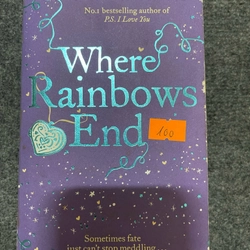 No.1 bestselling author of
P.S. I Love You
Where
Rainbows
End
100
Sometimes fate
just can't stop meddling . . .